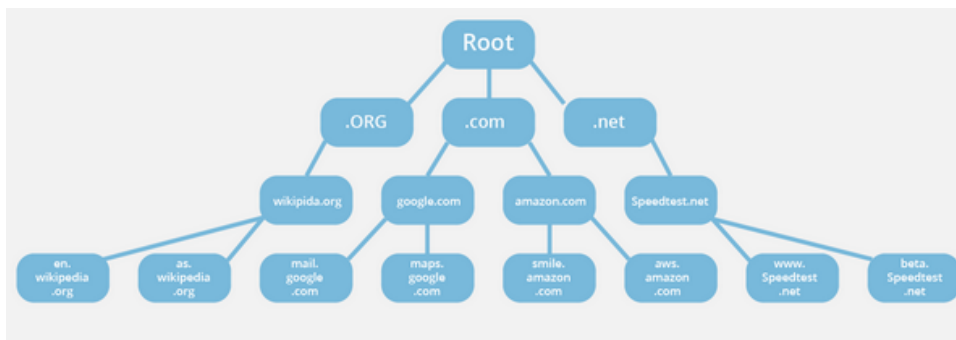 Root
.ORG
.com
.net
wikipida.org
google.com
amazon.com
Speedtest.net
en.
wikipedia
.org
as.
wikipedia
.org
mail.
google
.com
maps.
google
.com
smile.
amazon
.com
aws.
amazon
.com
www.
Speedtest
.net
beta.
Speedtest
.net